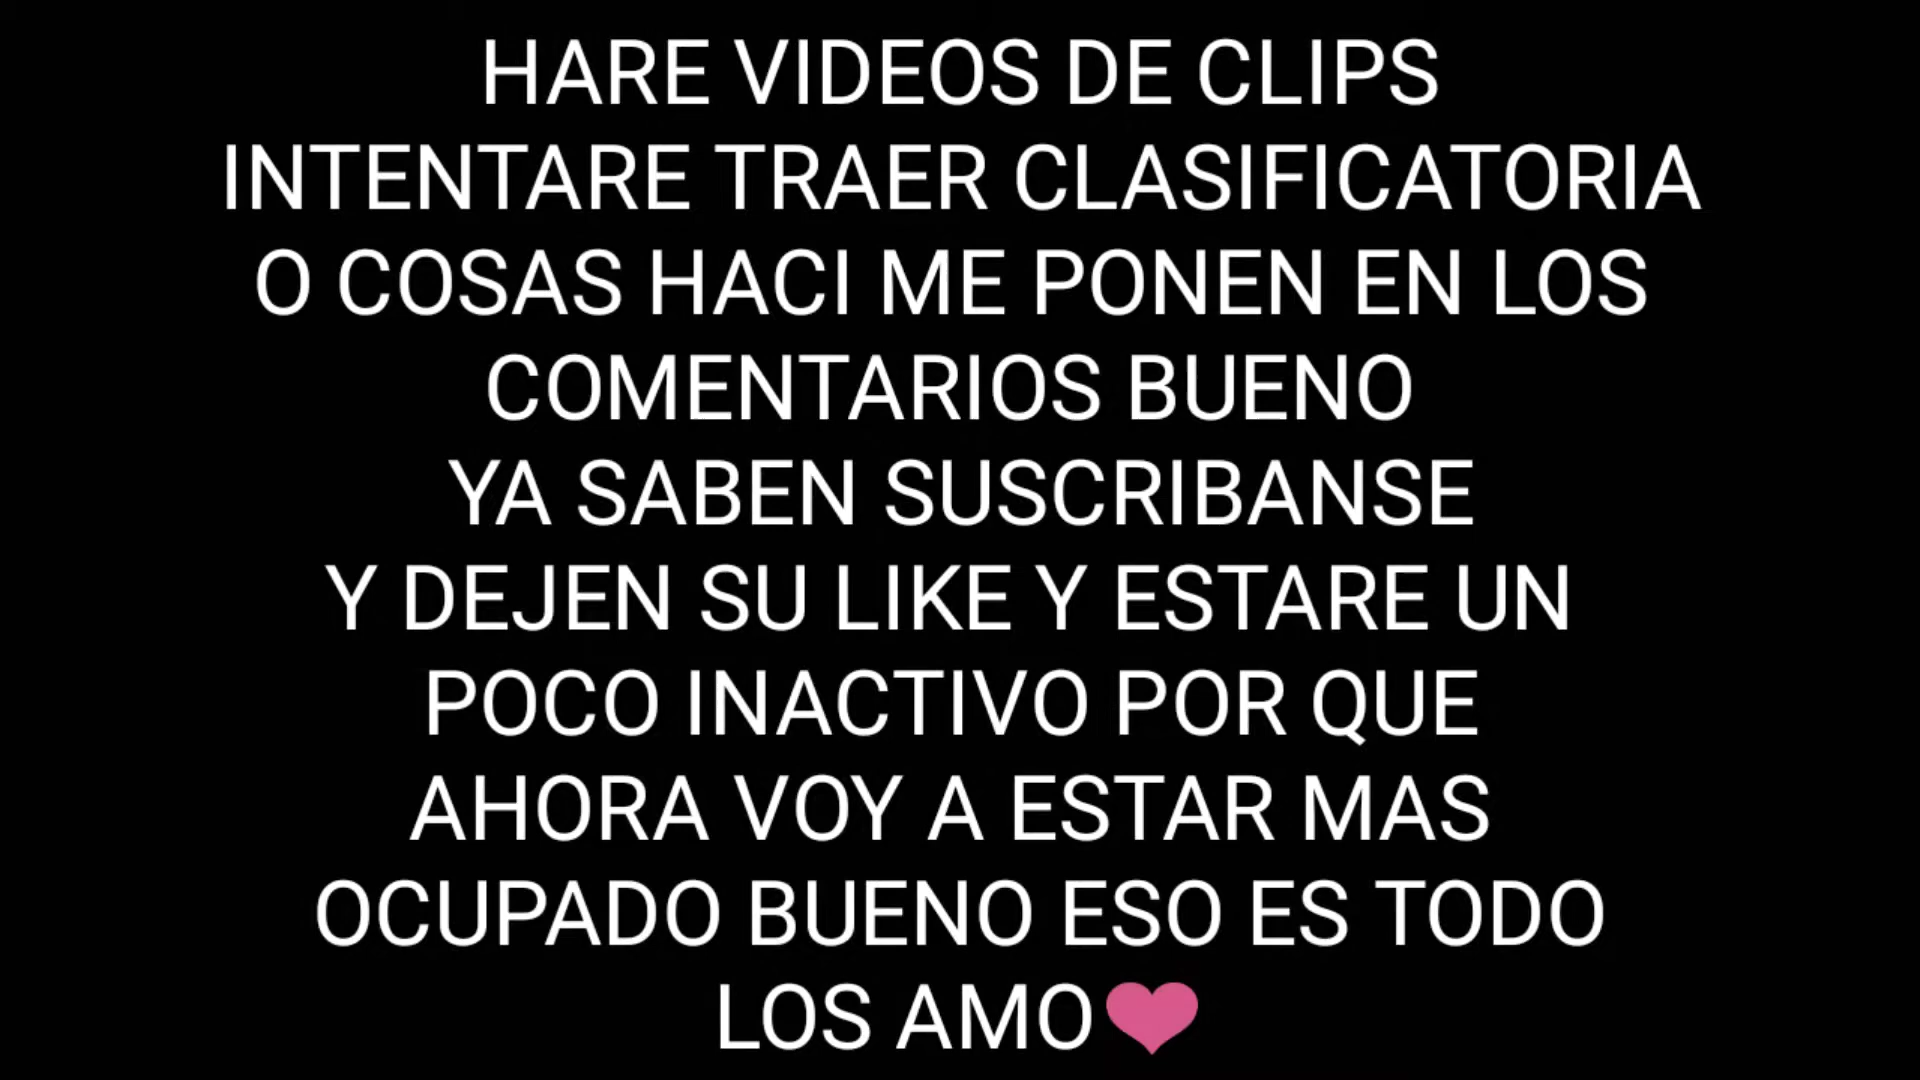 HARE VIDEOS DE CLIPS
INTENTARE TRAER CLASIFICATORIA
O COSAS HACI ME PONEN EN LOS
COMENTARIOS BUENO
YA SABEN SUSCRIBANSE
Y DEJEN SU LIKE Y ESTARE UN
POCO INACTIVO POR QUE
AHORA VOY A ESTAR MAS
OCUPADO BUENO ESO ES TODO
LOS AMO❤